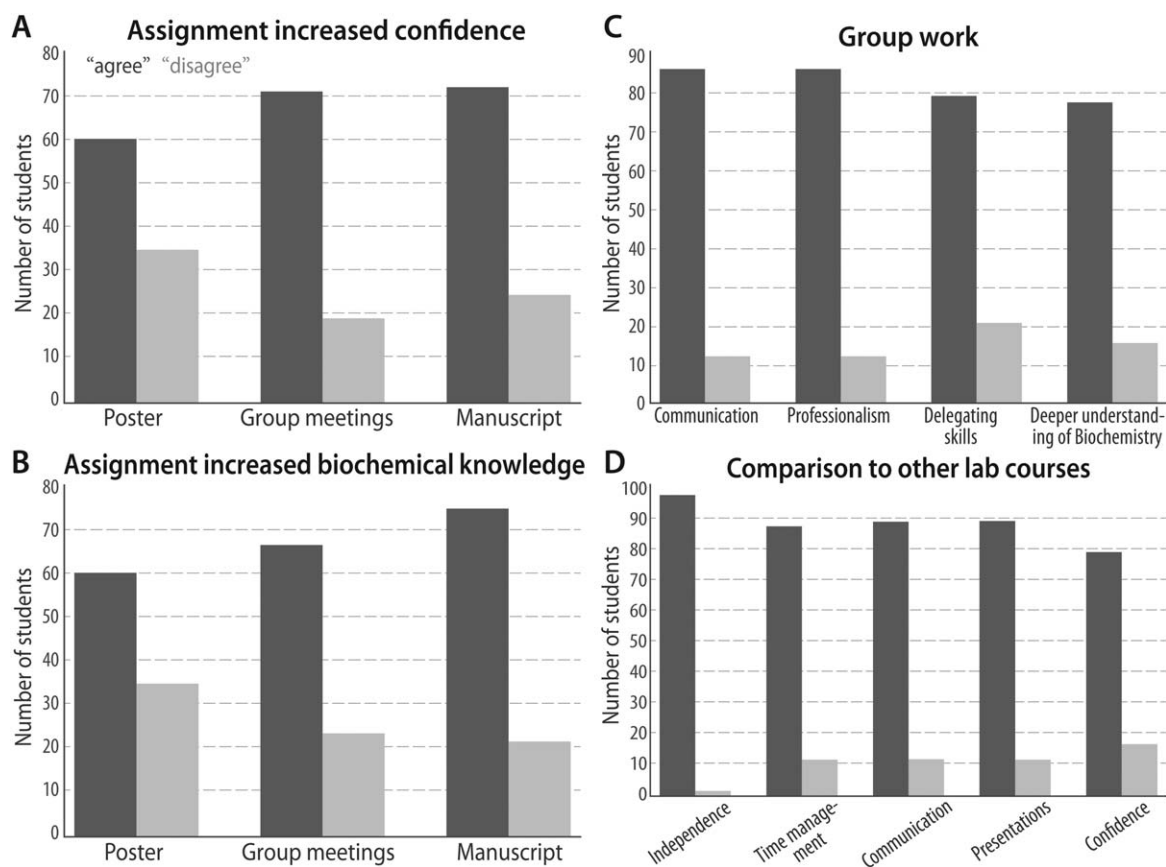 A
Assignment increased confidence
"agree" "disagree"
Number of students
80
70
60
50
40
30
20
10
0
Poster
Group meetings
Manuscript
B
Assignment increased biochemical knowledge
Number of students
80
70
60
50
40
30
20
10
0
Poster
Group meetings
Manuscript
C
Group work
Number of students
90
80
70
60
50
40
30
20
10
0
Communication
Professionalism
Delegating
skills
Deeper understand-
ing of Biochemistry
D
Comparison to other lab courses
Number of students
100
90
80
70
60
50
40
30
20
10
0
Independence
Time manage-
ment
Communication
Presentations
Confidence